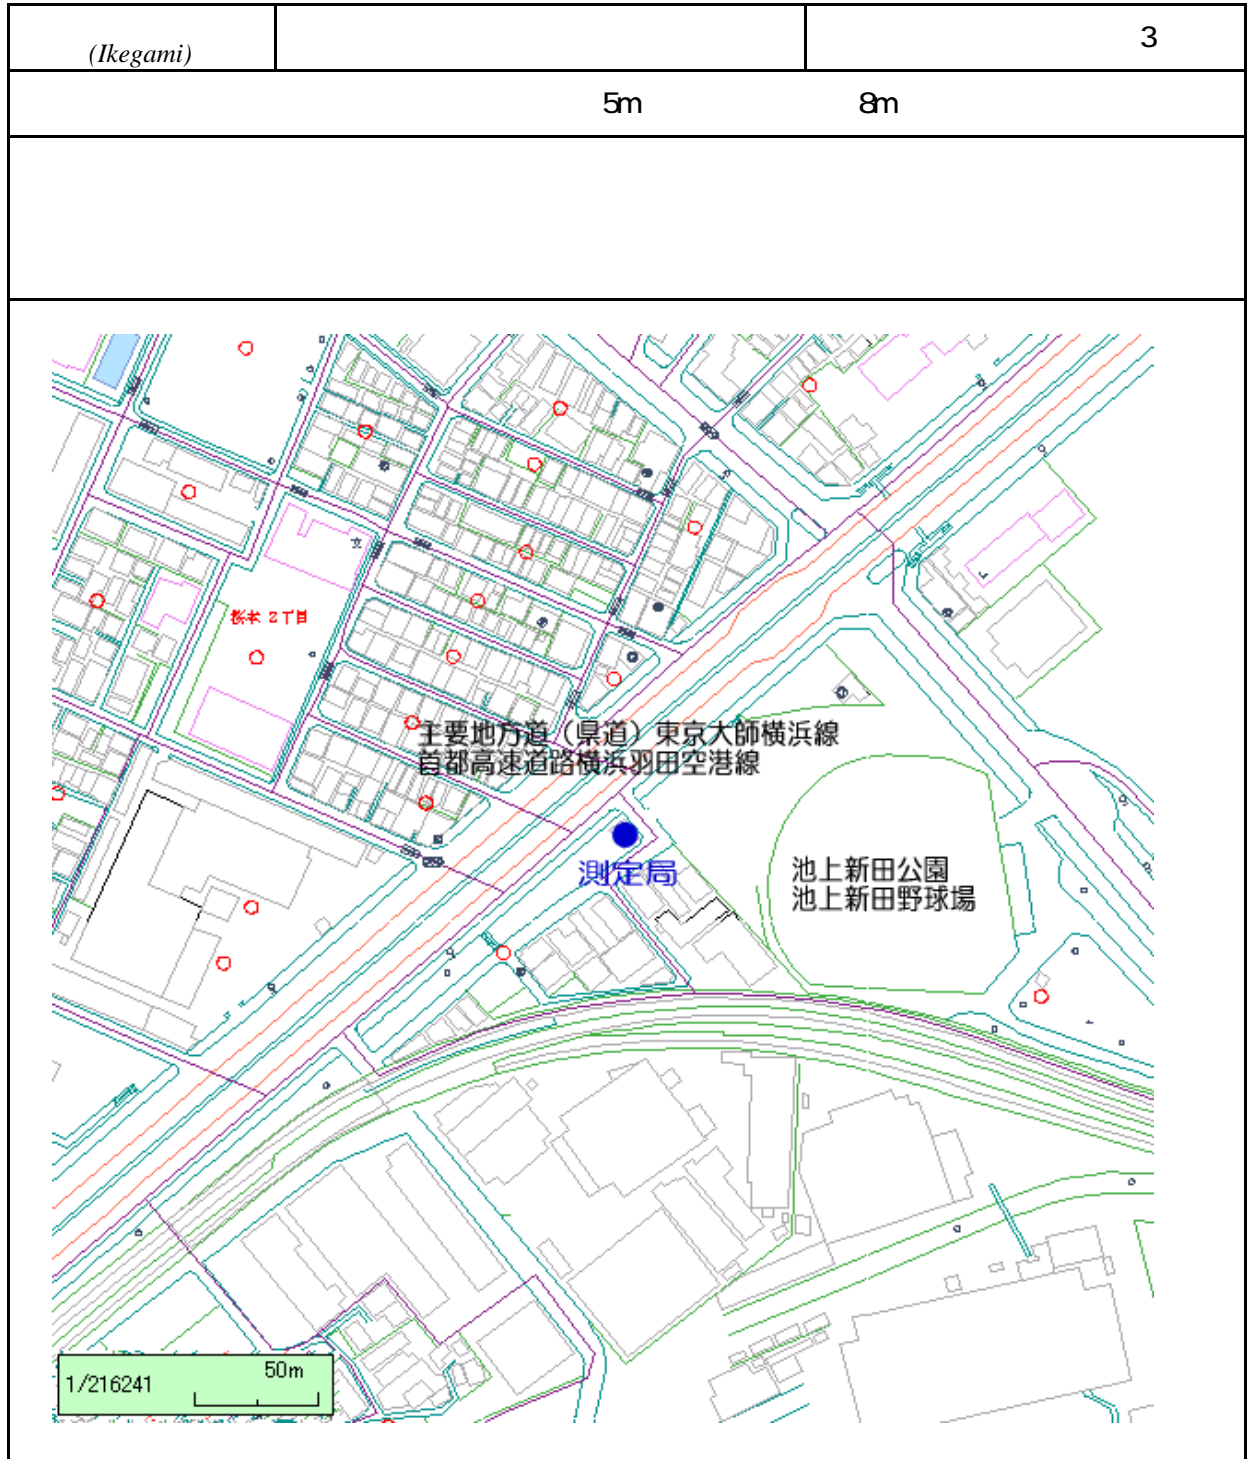 (Ikegami)
3
5m 8m
桜本 2丁目
主要地方道（県道）東京大師横浜線
首都高速道路横浜羽田空港線
測定局
池上新田公園
池上新田野球場
50m
1/216241